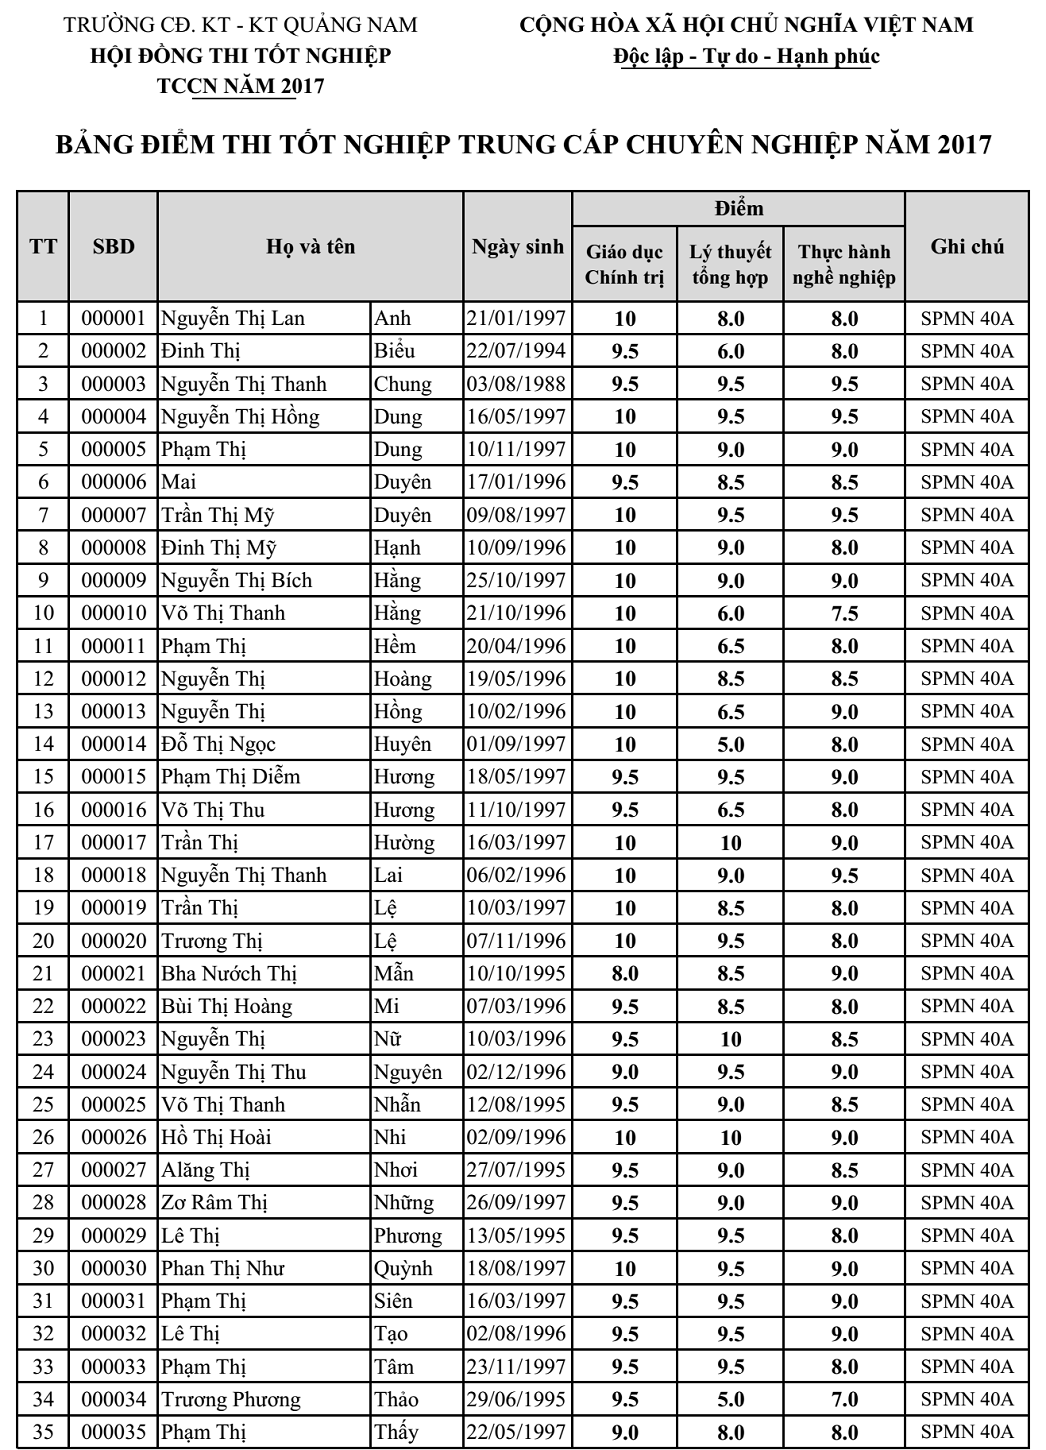 TRƯỜNG CĐ. KT - KT QUẢNG NAM
HỘI ĐỒNG THI TỐT NGHIỆP
TCCN NĂM 2017
CỘNG HÒA XÃ HỘI CHỦ NGHĨA VIỆT NAM
Độc lập - Tự do - Hạnh phúc
BẢNG ĐIỂM THI TỐT NGHIỆP TRUNG CẤP CHUYÊN NGHIỆP NĂM 2017
TT SBD Họ và tên Ngày sinh Điểm Ghi chú
Giáo dục Chính trị Lý thuyết tổng hợp Thực hành nghề nghiệp
1 000001 Nguyễn Thị Lan Anh 21/01/1997 10 8.0 8.0 SPMN 40A
2 000002 Đinh Thị Biểu 22/07/1994 9.5 6.0 8.0 SPMN 40A
3 000003 Nguyễn Thị Thanh Chung 03/08/1988 9.5 9.5 9.5 SPMN 40A
4 000004 Nguyễn Thị Hồng Dung 16/05/1997 10 9.5 9.5 SPMN 40A
5 000005 Phạm Thị Dung 10/11/1997 10 9.0 9.0 SPMN 40A
6 000006 Mai Duyên 17/01/1996 9.5 8.5 8.5 SPMN 40A
7 000007 Trần Thị Mỹ Duyên 09/08/1997 10 9.5 9.5 SPMN 40A
8 000008 Đinh Thị Mỹ Hạnh 10/09/1996 10 9.0 8.0 SPMN 40A
9 000009 Nguyễn Thị Bích Hằng 25/10/1997 10 9.0 9.0 SPMN 40A
10 000010 Võ Thị Thanh Hằng 21/10/1996 10 6.0 7.5 SPMN 40A
11 000011 Phạm Thị Hềm 20/04/1996 10 6.5 8.0 SPMN 40A
12 000012 Nguyễn Thị Hoàng 19/05/1996 10 8.5 8.5 SPMN 40A
13 000013 Nguyễn Thị Hồng 10/02/1996 10 6.5 9.0 SPMN 40A
14 000014 Đỗ Thị Ngọc Huyên 01/09/1997 10 5.0 8.0 SPMN 40A
15 000015 Phạm Thị Diễm Hương 18/05/1997 9.5 9.5 9.0 SPMN 40A
16 000016 Võ Thị Thu Hương 11/10/1997 9.5 6.5 8.0 SPMN 40A
17 000017 Trần Thị Hường 16/03/1997 10 10 9.0 SPMN 40A
18 000018 Nguyễn Thị Thanh Lai 06/02/1996 10 9.0 9.5 SPMN 40A
19 000019 Trần Thị Lệ 10/03/1997 10 8.5 8.0 SPMN 40A
20 000020 Trương Thị Lệ 07/11/1996 10 9.5 8.0 SPMN 40A
21 000021 Bha Nướch Thị Mẫn 10/10/1995 8.0 8.5 9.0 SPMN 40A
22 000022 Bùi Thị Hoàng Mi 07/03/1996 9.5 8.5 8.0 SPMN 40A
23 000023 Nguyễn Thị Nữ 10/03/1996 9.5 10 8.5 SPMN 40A
24 000024 Nguyễn Thị Thu Nguyên 02/12/1996 9.0 9.5 9.0 SPMN 40A
25 000025 Võ Thị Thanh Nhẫn 12/08/1995 9.5 9.0 8.5 SPMN 40A
26 000026 Hồ Thị Hoài Nhi 02/09/1996 10 10 9.0 SPMN 40A
27 000027 Alăng Thị Nhơi 27/07/1995 9.5 9.0 8.5 SPMN 40A
28 000028 Zơ Râm Thị Những 26/09/1997 9.5 9.0 9.0 SPMN 40A
29 000029 Lê Thị Phương 13/05/1995 9.5 9.5 8.0 SPMN 40A
30 000030 Phan Thị Như Quỳnh 18/08/1997 10 9.5 9.0 SPMN 40A
31 000031 Phạm Thị Siên 16/03/1997 9.5 9.5 9.0 SPMN 40A
32 000032 Lê Thị Tạo 02/08/1996 9.5 9.5 9.0 SPMN 40A
33 000033 Phạm Thị Tâm 23/11/1997 9.5 9.5 8.0 SPMN 40A
34 000034 Trương Phương Thảo 29/06/1995 9.5 5.0 7.0 SPMN 40A
35 000035 Phạm Thị Thấy 22/05/1997 9.0 8.0 8.0 SPMN 40A